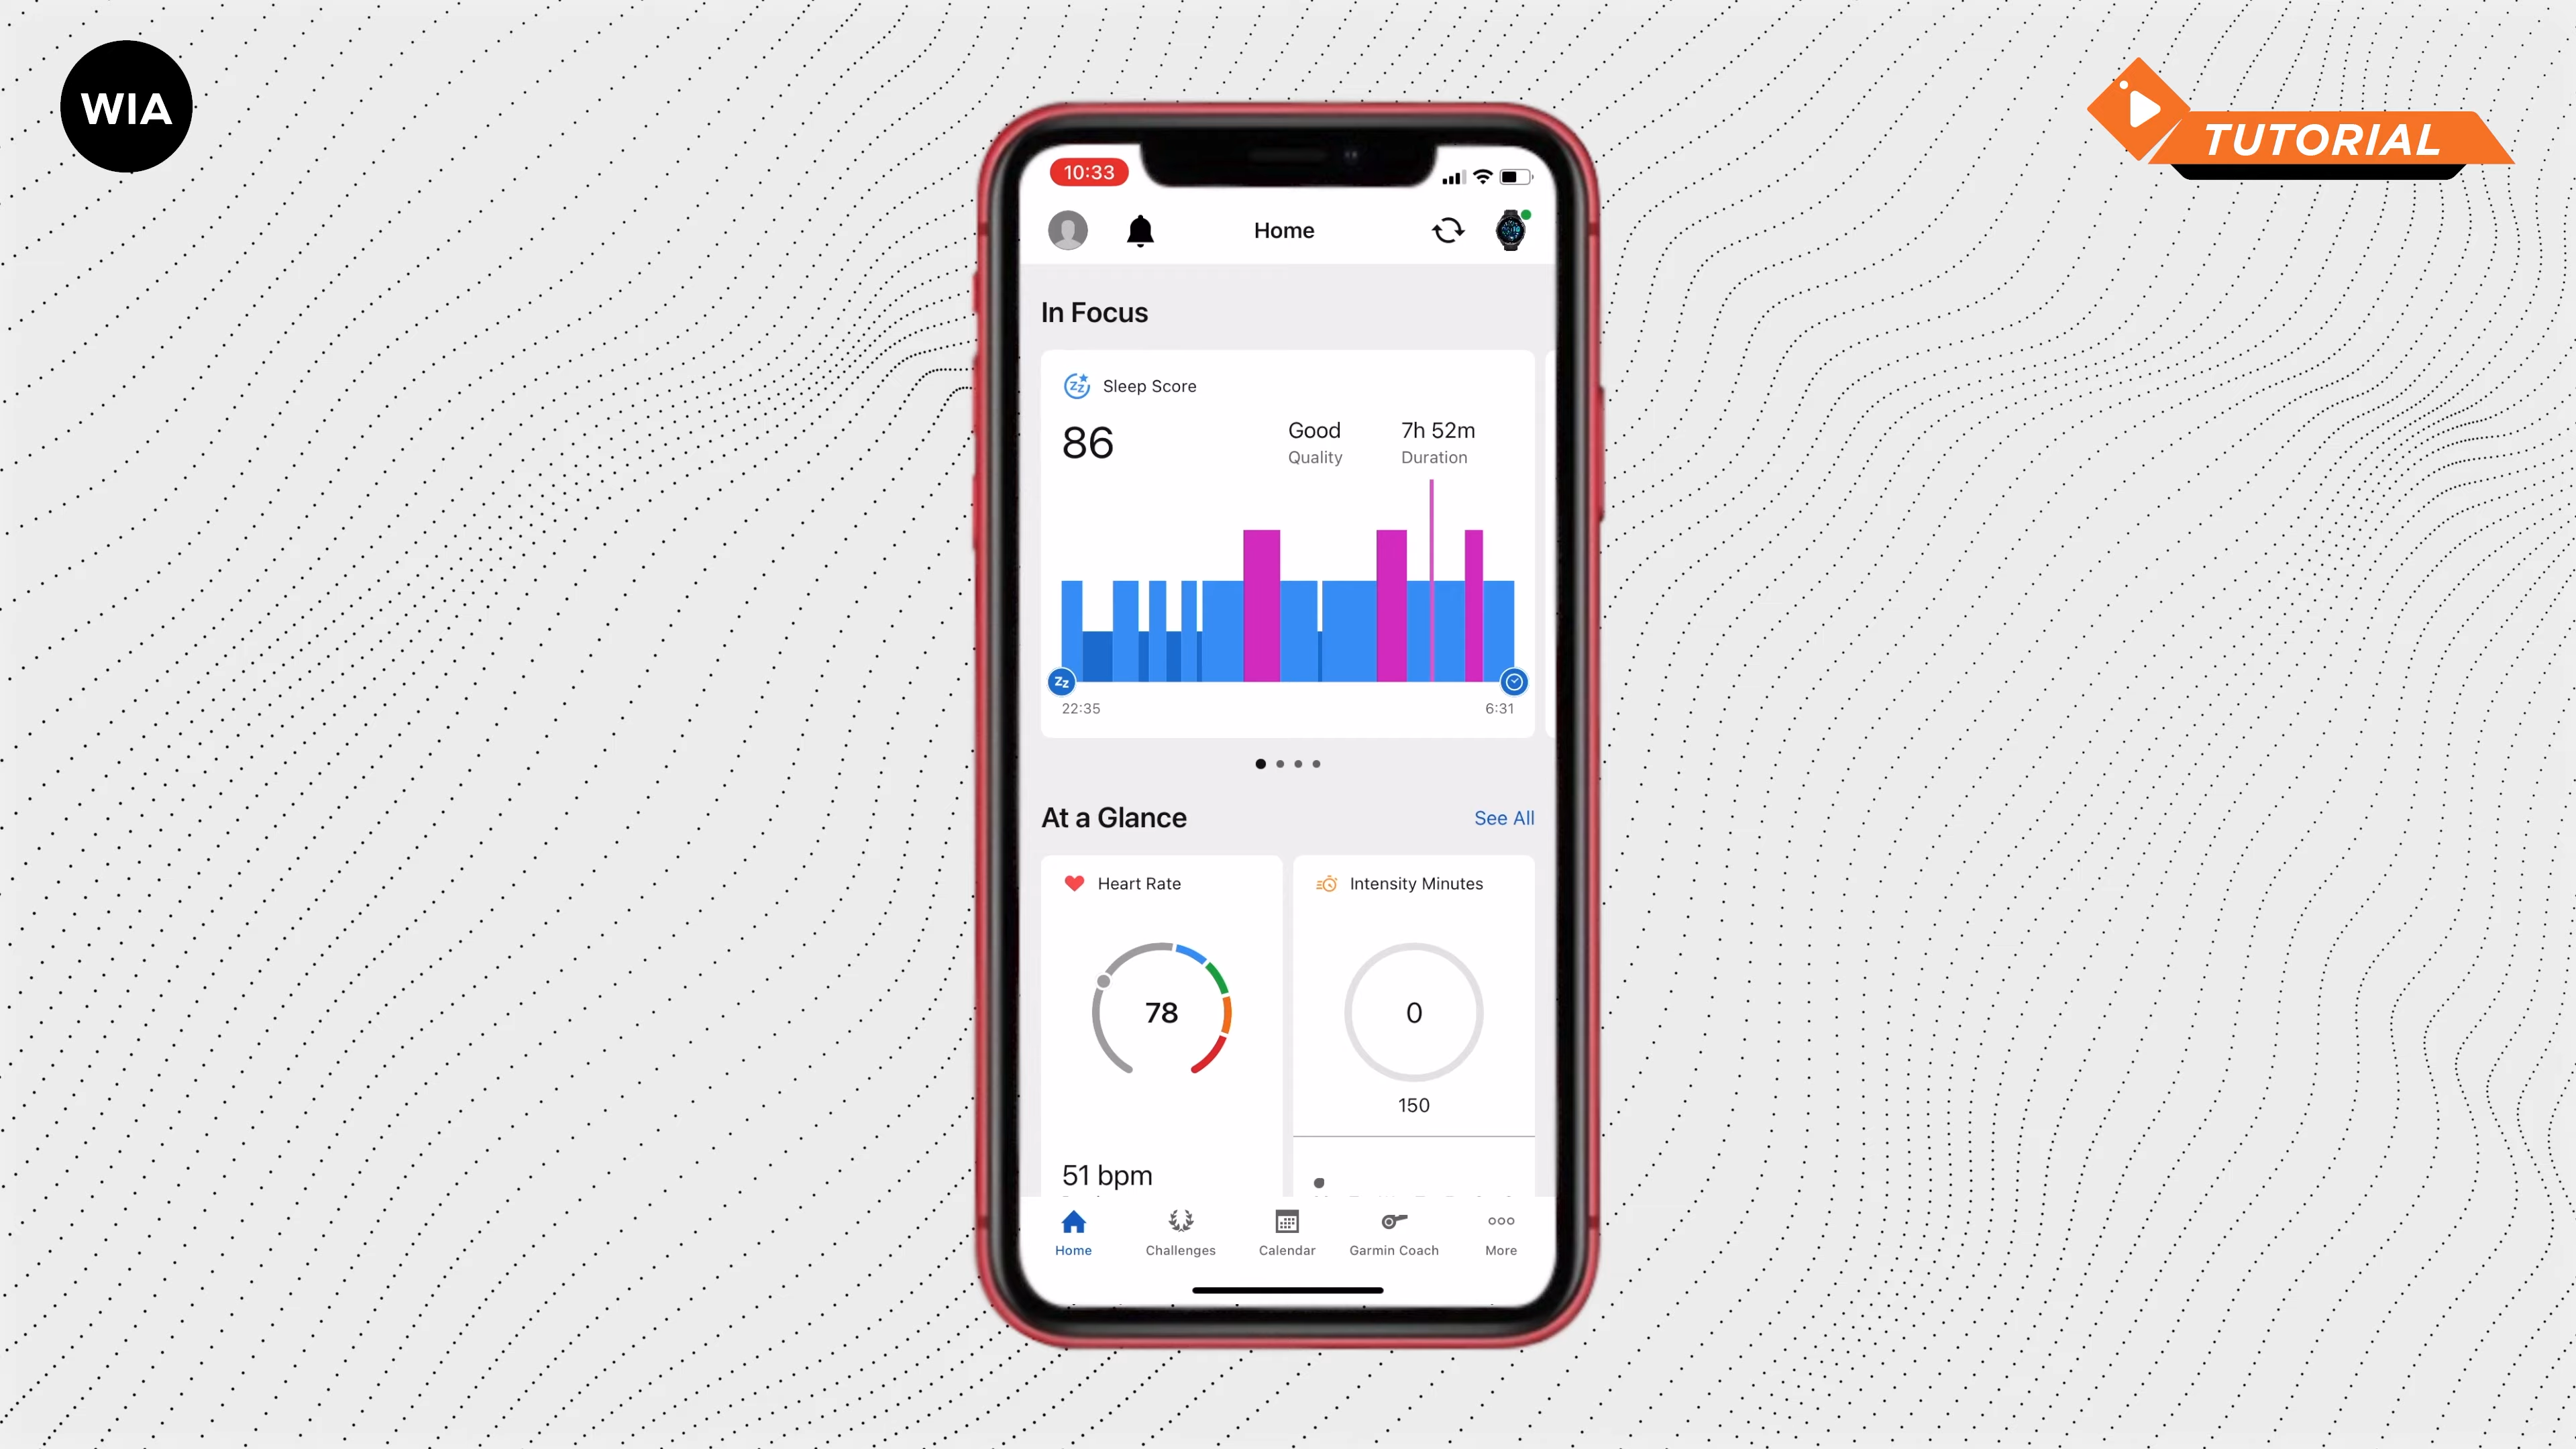 WIA
TUTORIAL
10:33
Home
In Focus
Zz Sleep Score
86
Good
Quality
7h 52m
Duration
Zz
22:35
6:31
At a Glance
See All
Heart Rate
Intensity Minutes
78
0
150
51 bpm
Home
Challenges
Calendar
Garmin Coach
More